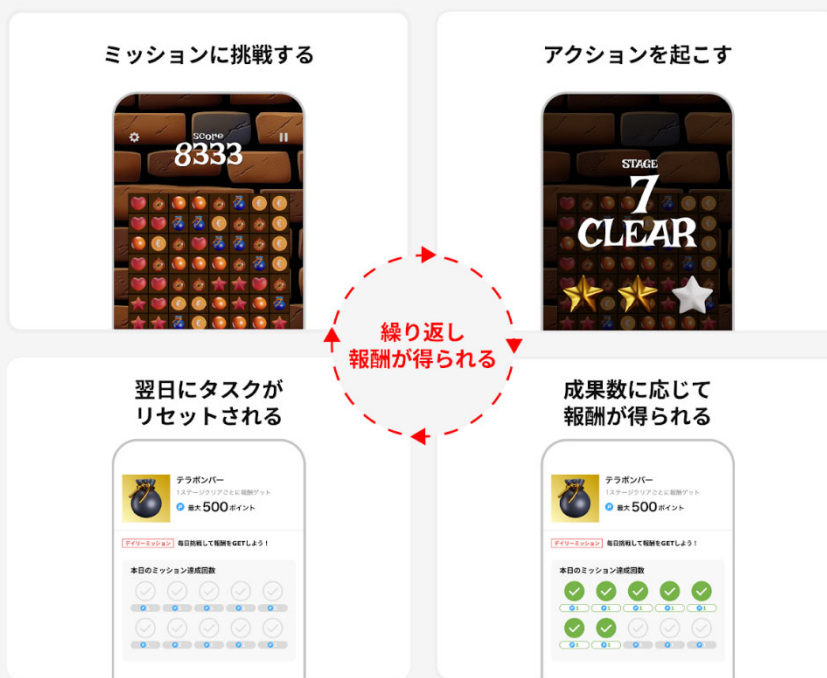 ミッションに挑戦する
score
8333
アクションを起こす
STAGE
7
CLEAR
繰り返し
報酬が得られる
翌日にタスクが
リセットされる
テラボンバー
1ステージクリアごとに報酬ゲット
P 最大500ポイント
デイリーミッション 毎日挑戦して報酬をGETしよう!
本日のミッション達成回数
成果数に応じて
報酬が得られる
テラボンバー
1ステージクリアごとに報酬ゲット
P 最大500ポイント
デイリーミッション 毎日挑戦して報酬をGETしよう!
本日のミッション達成回数